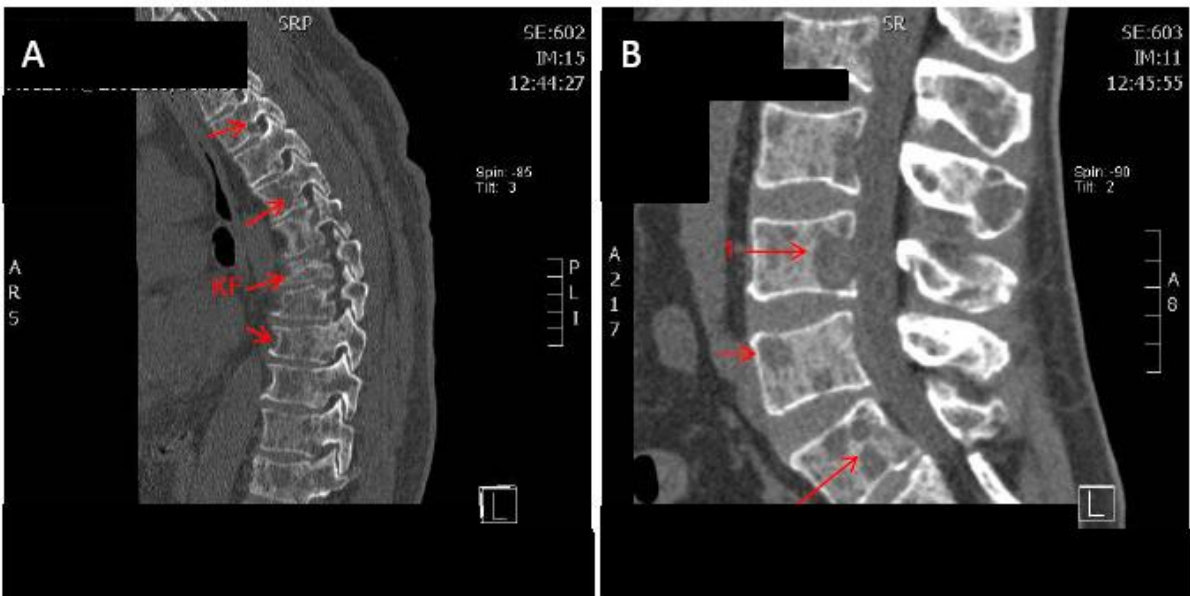 A
SRP
SE:602
IM:15
12:44:27
Spin: -85
Tilt: 3
A
R
S
P
L
I
KF
L
B
SR
SE:603
IM:11
12:45:55
Spin: -90
Tilt: 2
A
2
1
7
A
8
f
L